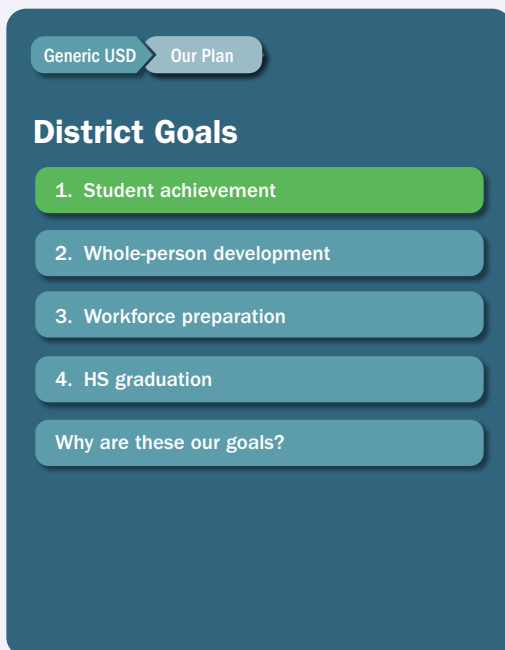 Generic USD Our Plan
District Goals
1. Student achievement
2. Whole-person development
3. Workforce preparation
4. HS graduation
Why are these our goals?